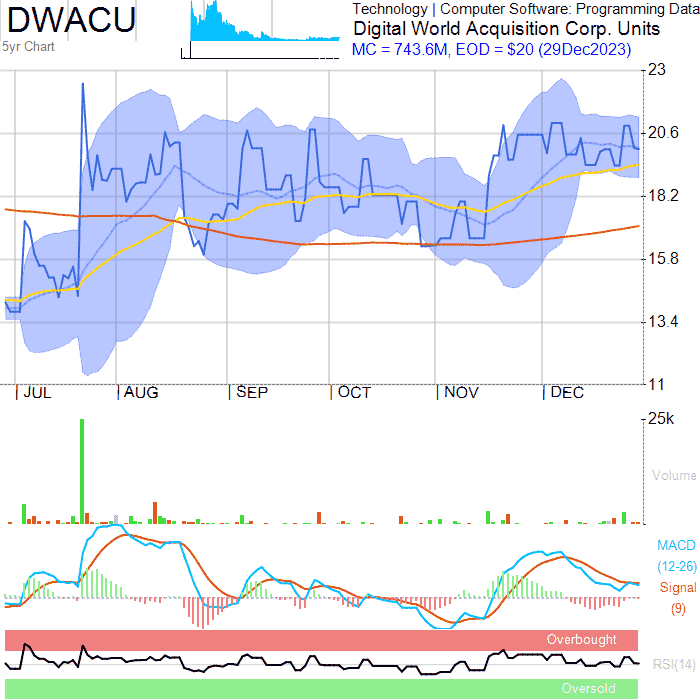 DWACU
5yr Chart
Technology | Computer Software: Programming Data
Digital World Acquisition Corp. Units
MC = 743.6M, EOD = $20 (29Dec2023)
23
20.6
18.2
15.8
13.4
11
JUL AUG SEP OCT NOV DEC
25k
Volume
MACD
(12-26)
Signal
(9)
Overbought
RSI(14)
Oversold